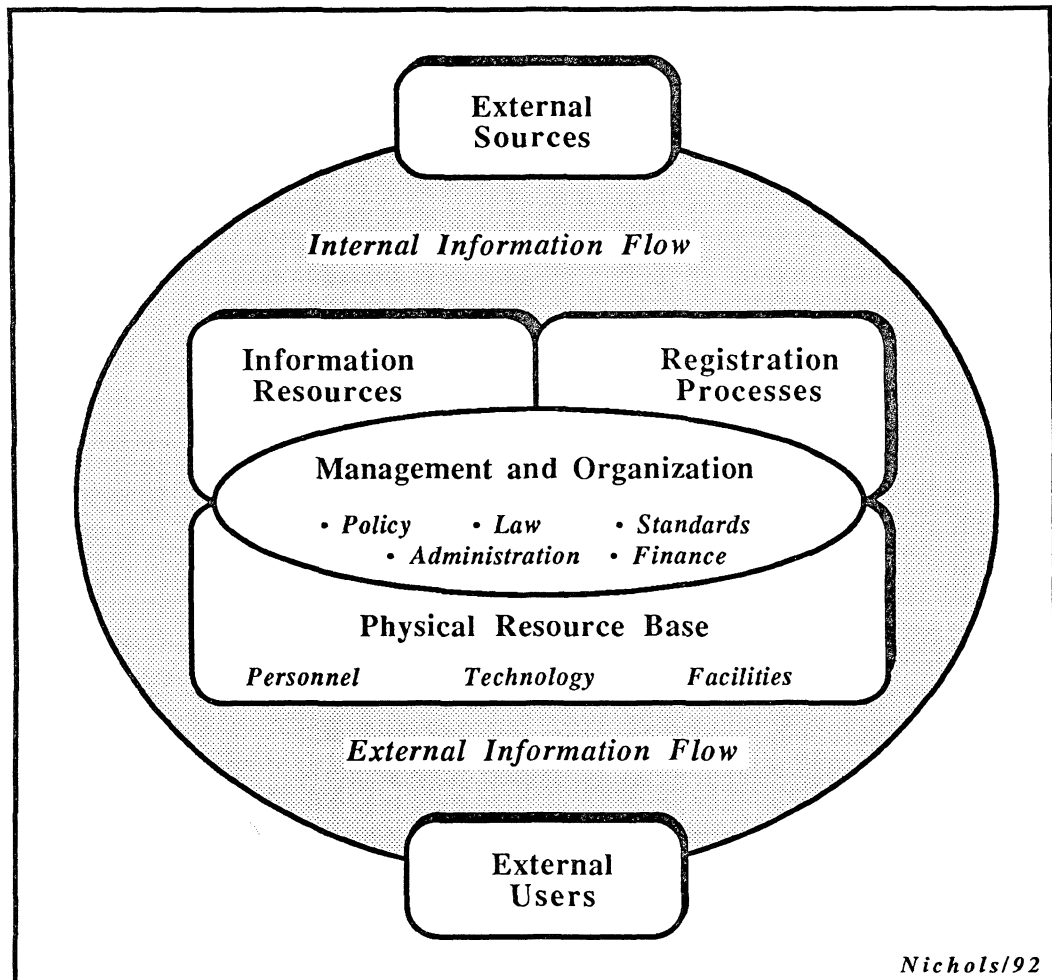 External
Sources
Internal Information Flow
Information
Resources
Registration
Processes
Management and Organization
• Policy • Law • Standards
• Administration • Finance
Physical Resource Base
Personnel Technology Facilities
External Information Flow
External
Users
Nichols/92